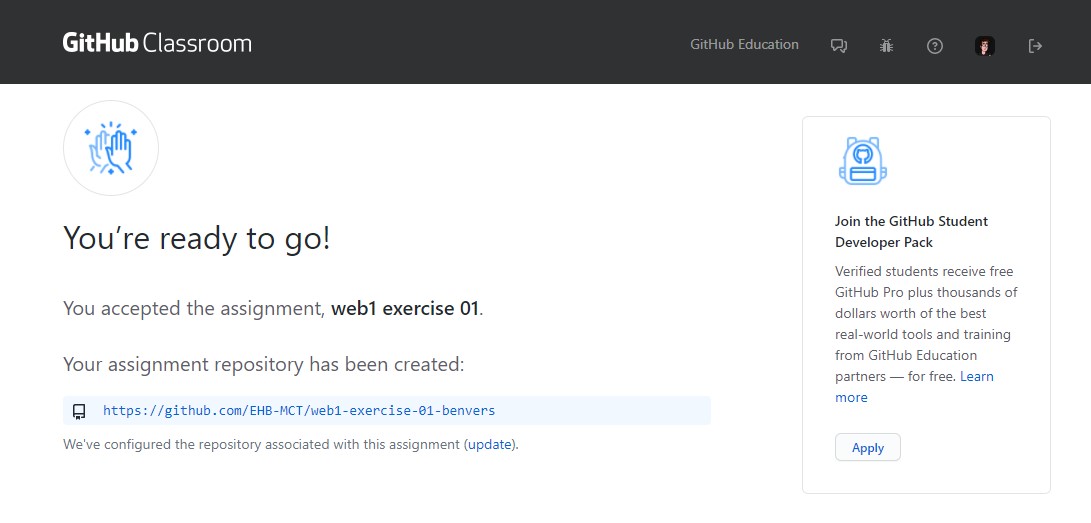 GitHub Classroom
GitHub Education
You're ready to go!
You accepted the assignment, web1 exercise 01.
Your assignment repository has been created:
https://github.com/EHB-MCT/web1-exercise-01-benvers
We've configured the repository associated with this assignment (update).
Join the GitHub Student
Developer Pack
Verified students receive free
GitHub Pro plus thousands of
dollars worth of the best
real-world tools and training
from GitHub Education
partners — for free. Learn
more
Apply